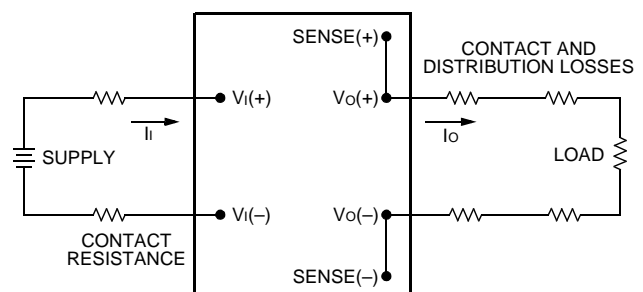 SENSE(+)
CONTACT AND
DISTRIBUTION LOSSES
VI(+)
VO(+)
II
IO
SUPPLY
LOAD
VI(–)
VO(–)
CONTACT
RESISTANCE
SENSE(–)